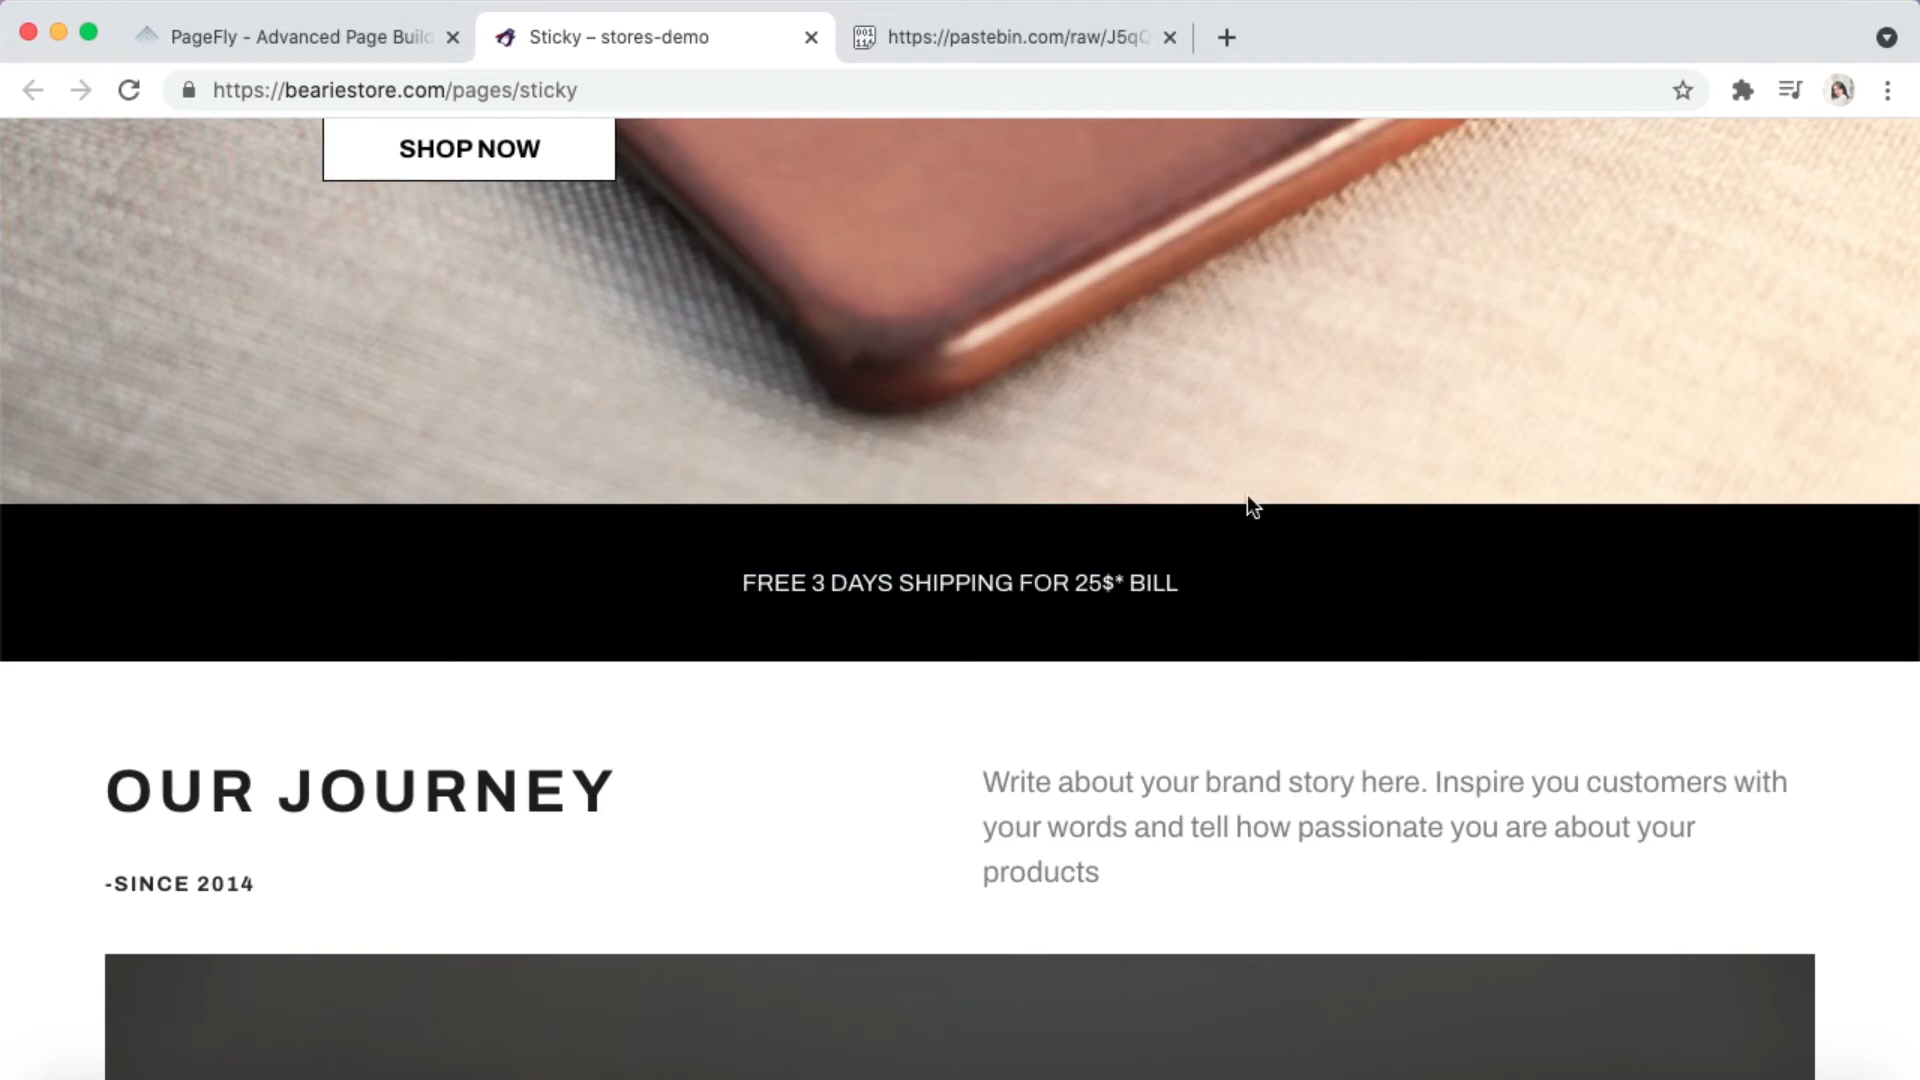 PageFly - Advanced Page Build
Sticky – stores-demo
https://pastebin.com/raw/J5qC
https://beariestore.com/pages/sticky
SHOP NOW
FREE 3 DAYS SHIPPING FOR 25$* BILL
OUR JOURNEY
-SINCE 2014
Write about your brand story here. Inspire you customers with
your words and tell how passionate you are about your
products